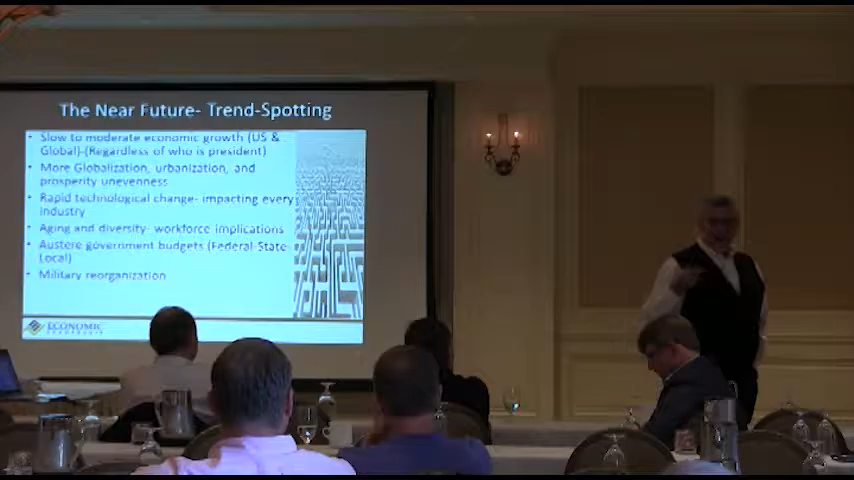 The Near Future- Trend-Spotting
• Slow to moderate economic growth (US &
Global)-(Regardless of who is president)
• More Globalization, urbanization, and
prosperity unevenness
• Rapid technological change- impacting every
industry
• Aging and diversity- workforce implications
• Austere government budgets (Federal-State-
Local)
• Military reorganization
ECONOMIC